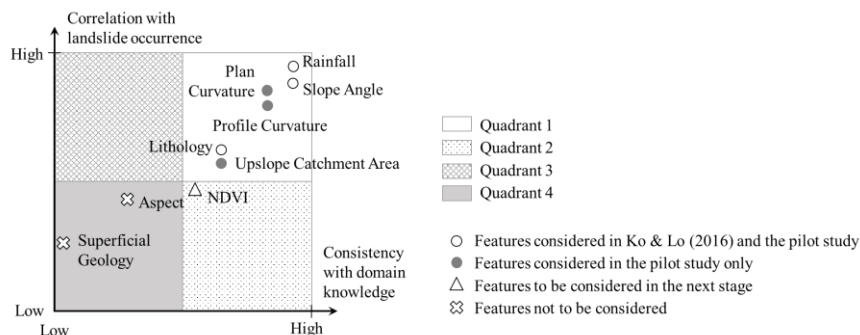 Correlation with
landslide occurrence
High
Rainfall
Plan
Curvature
Slope Angle
Profile Curvature
Lithology
Upslope Catchment Area
Aspect
NDVI
Superficial
Geology
Consistency
with domain
knowledge
Low
Low
High
Quadrant 1
Quadrant 2
Quadrant 3
Quadrant 4
Features considered in Ko & Lo (2016) and the pilot study
Features considered in the pilot study only
Features to be considered in the next stage
Features not to be considered